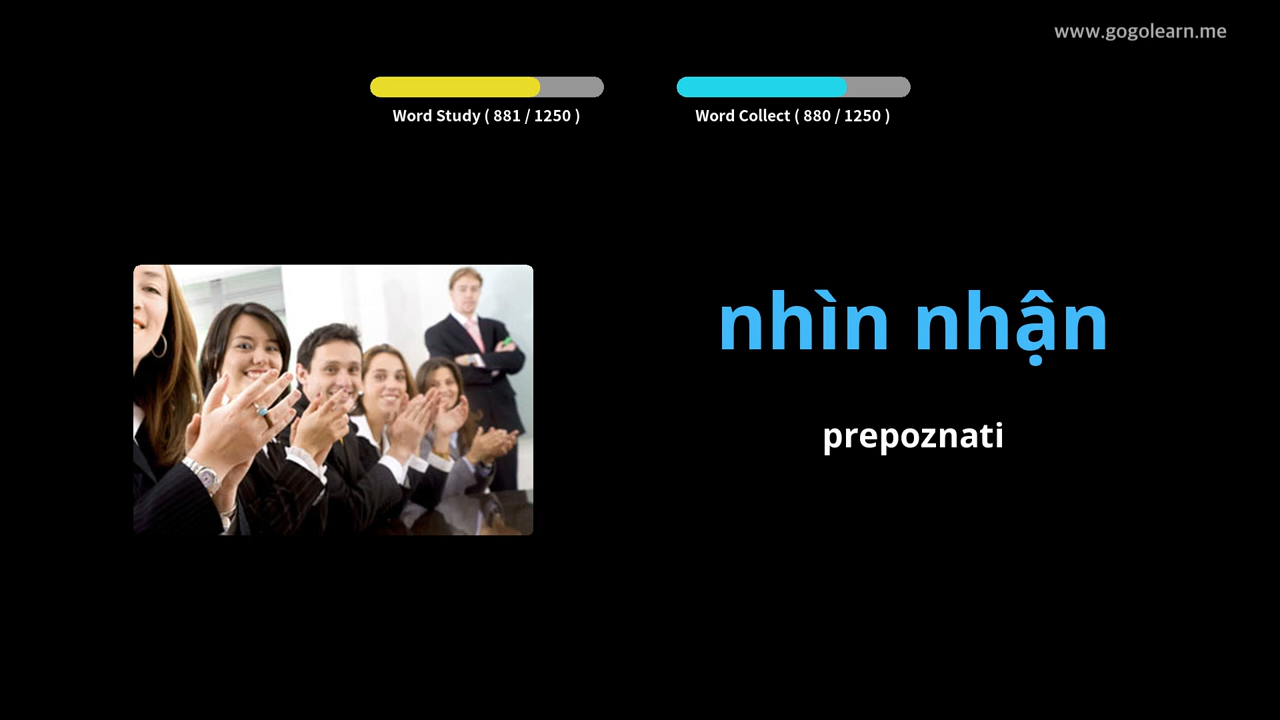 www.gogolearn.me
Word Study ( 881 / 1250 )
Word Collect ( 880 / 1250 )
nhìn nhận
prepoznati